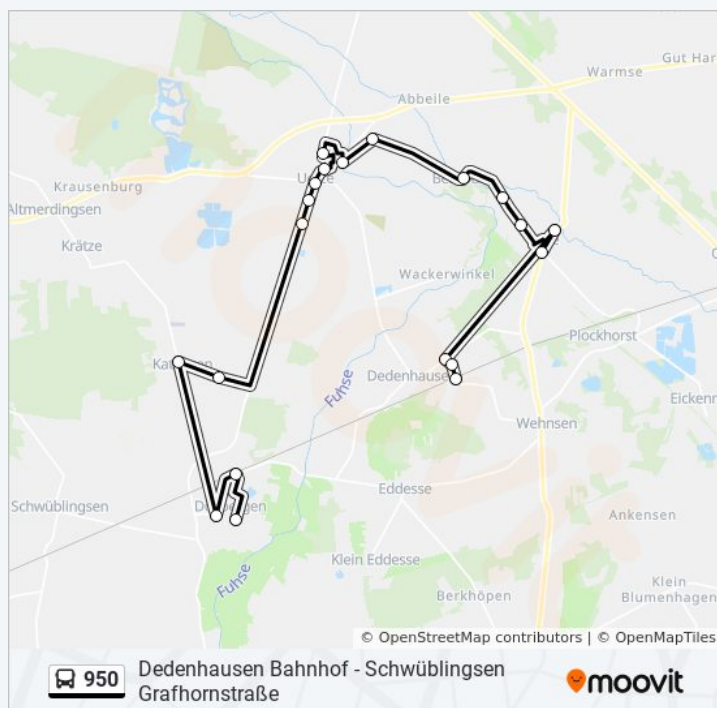 Gut Har
Warmse
Abbeile
Krausenburg
Altmerdingsen
Krätze
Wackerwinkel
Plockhorst
Dedenhausen
Fuhse
Eickenr
Wehnsen
Schwüblingsen
Eddesse
Ankensen
Klein Eddesse
Fuhse
Klein
Blumenhagen
Berkhöpen
© OpenStreetMap contributors | © OpenMapTiles
950
Dedenhausen Bahnhof - Schwüblingsen
Grafhornstraße
moovit